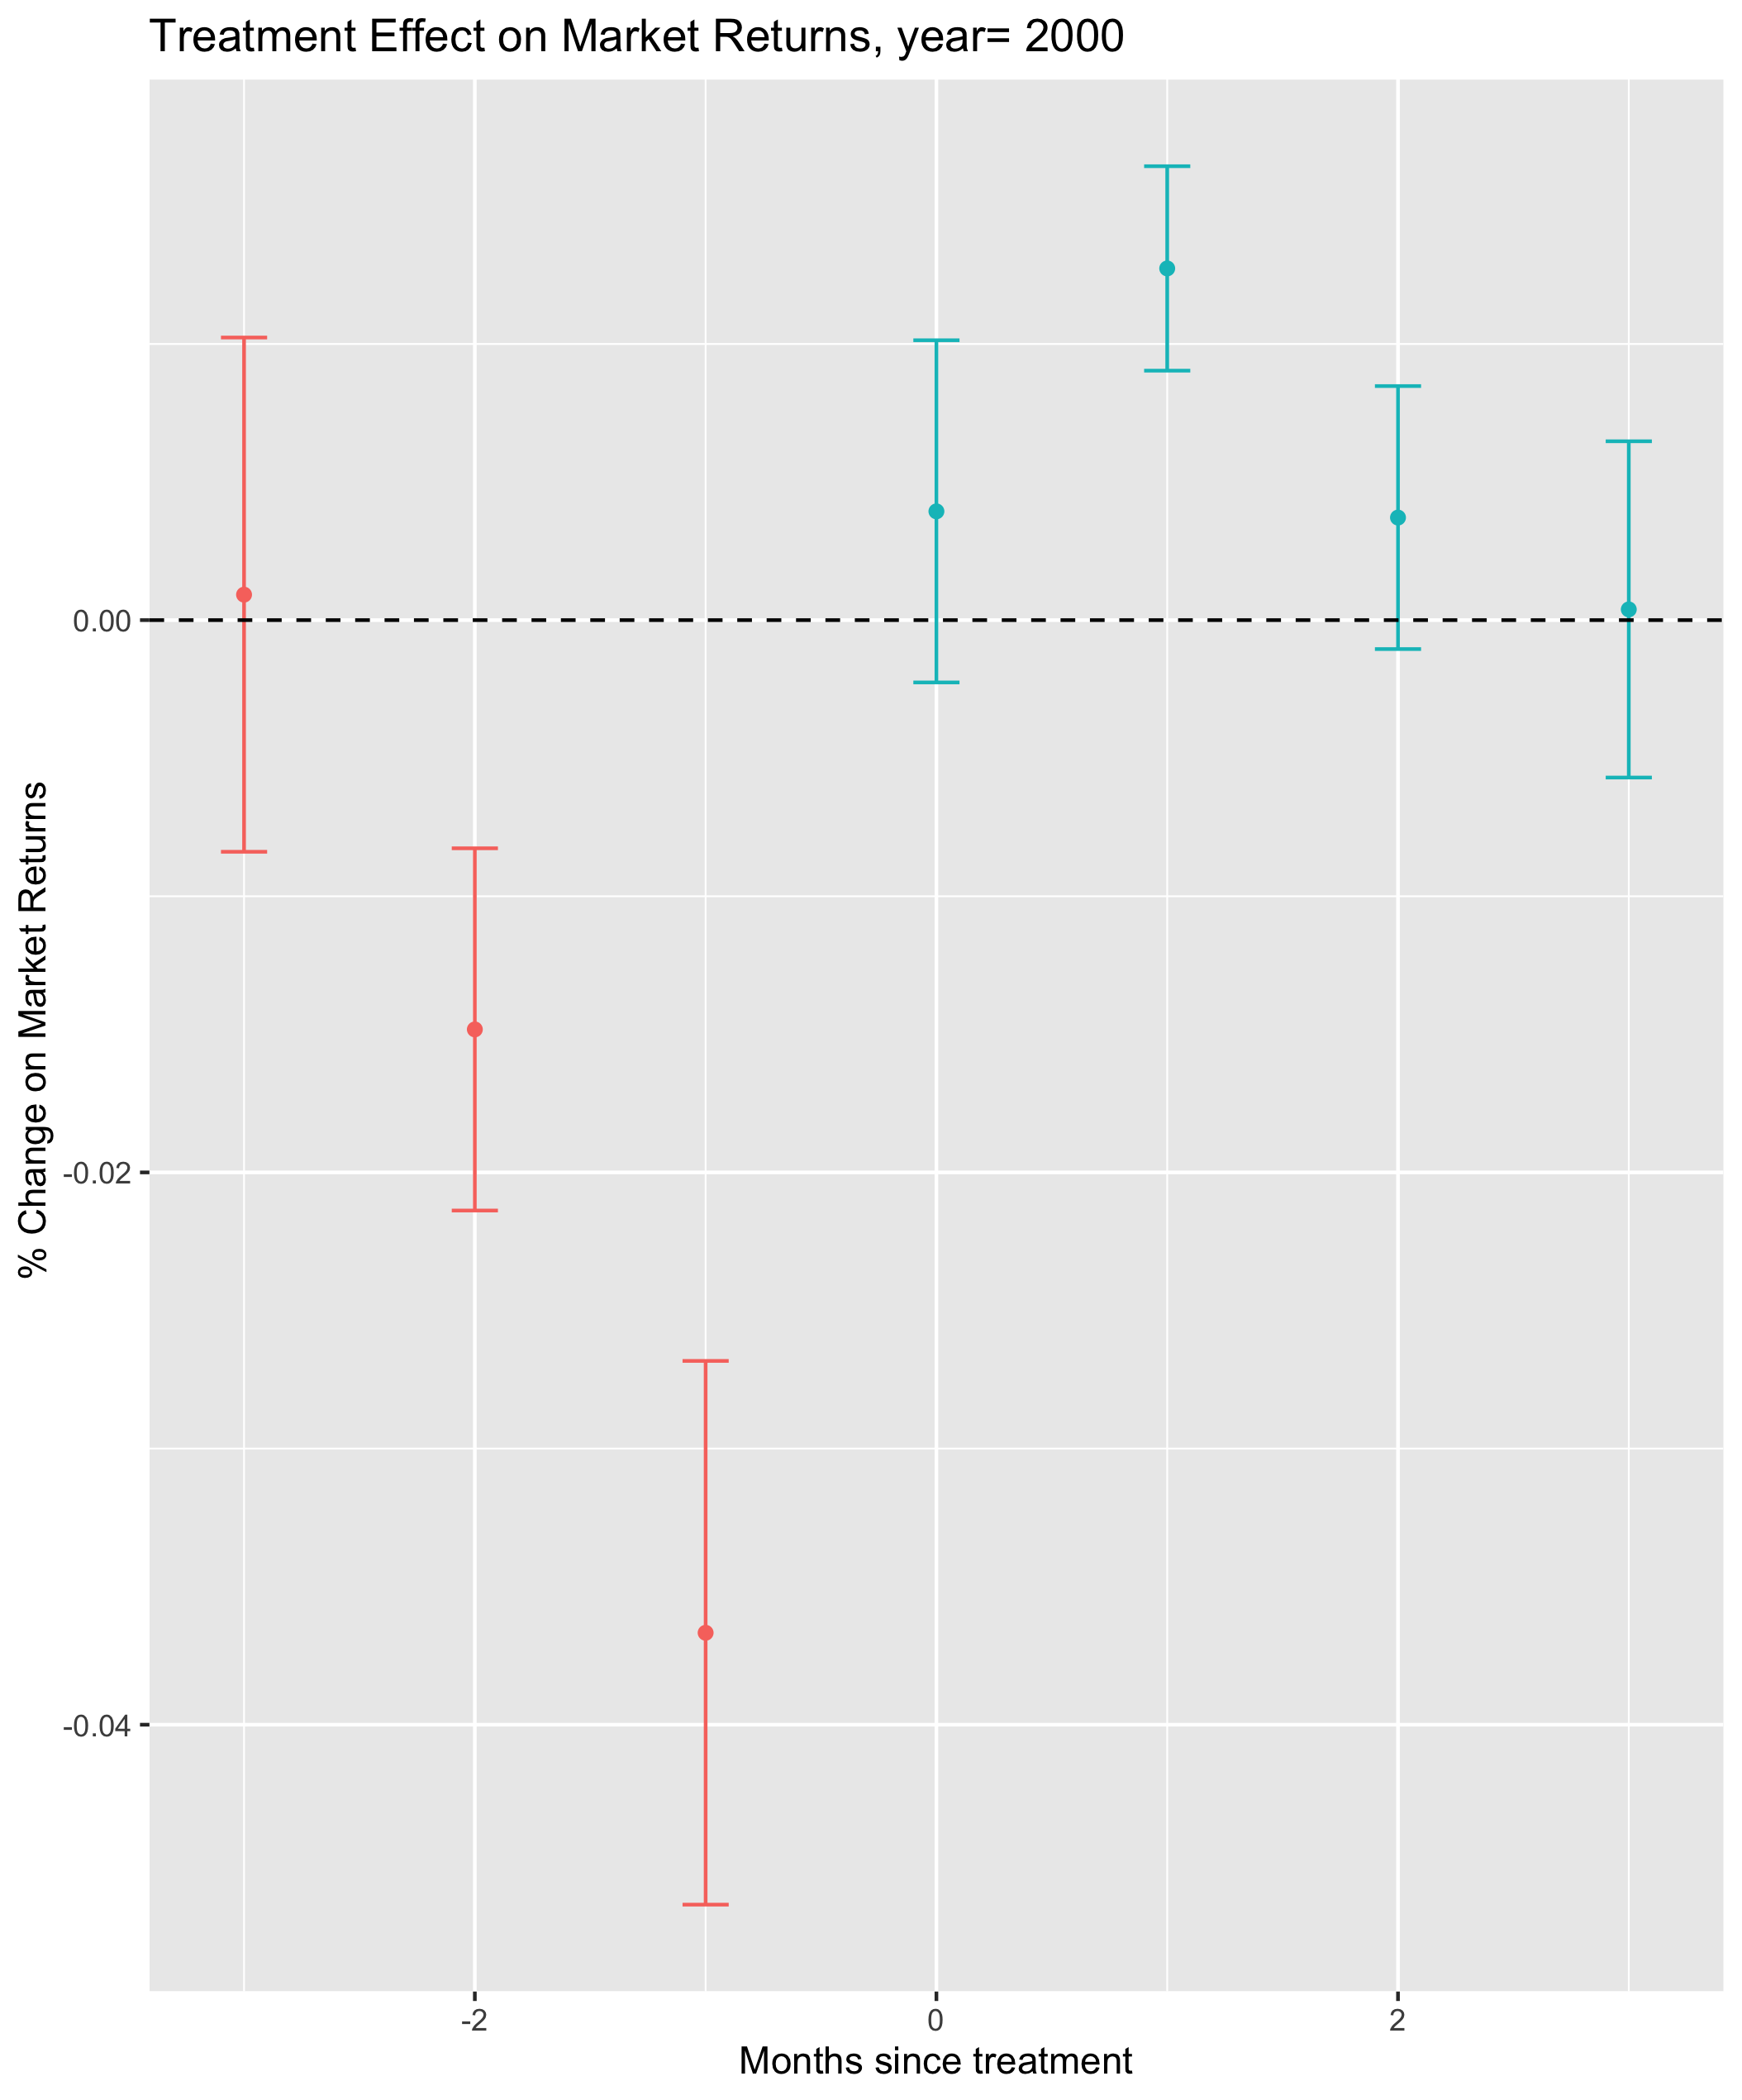 Treatment Effect on Market Returns, year= 2000
% Change on Market Returns
0.00
-0.02
-0.04
-2 0 2
Months since treatment